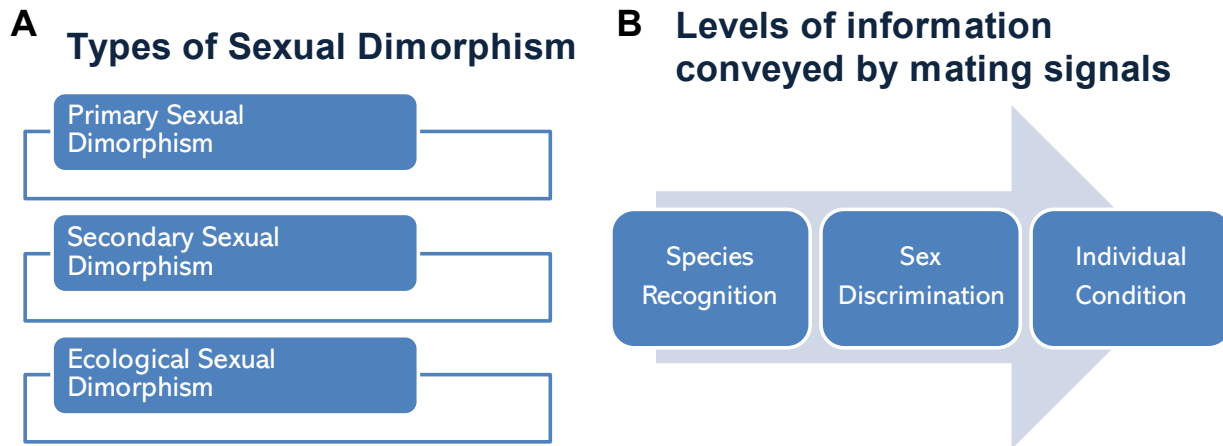 A
Types of Sexual Dimorphism
Primary Sexual
Dimorphism
Secondary Sexual
Dimorphism
Ecological Sexual
Dimorphism
B
Levels of information
conveyed by mating signals
Species
Recognition
Sex
Discrimination
Individual
Condition